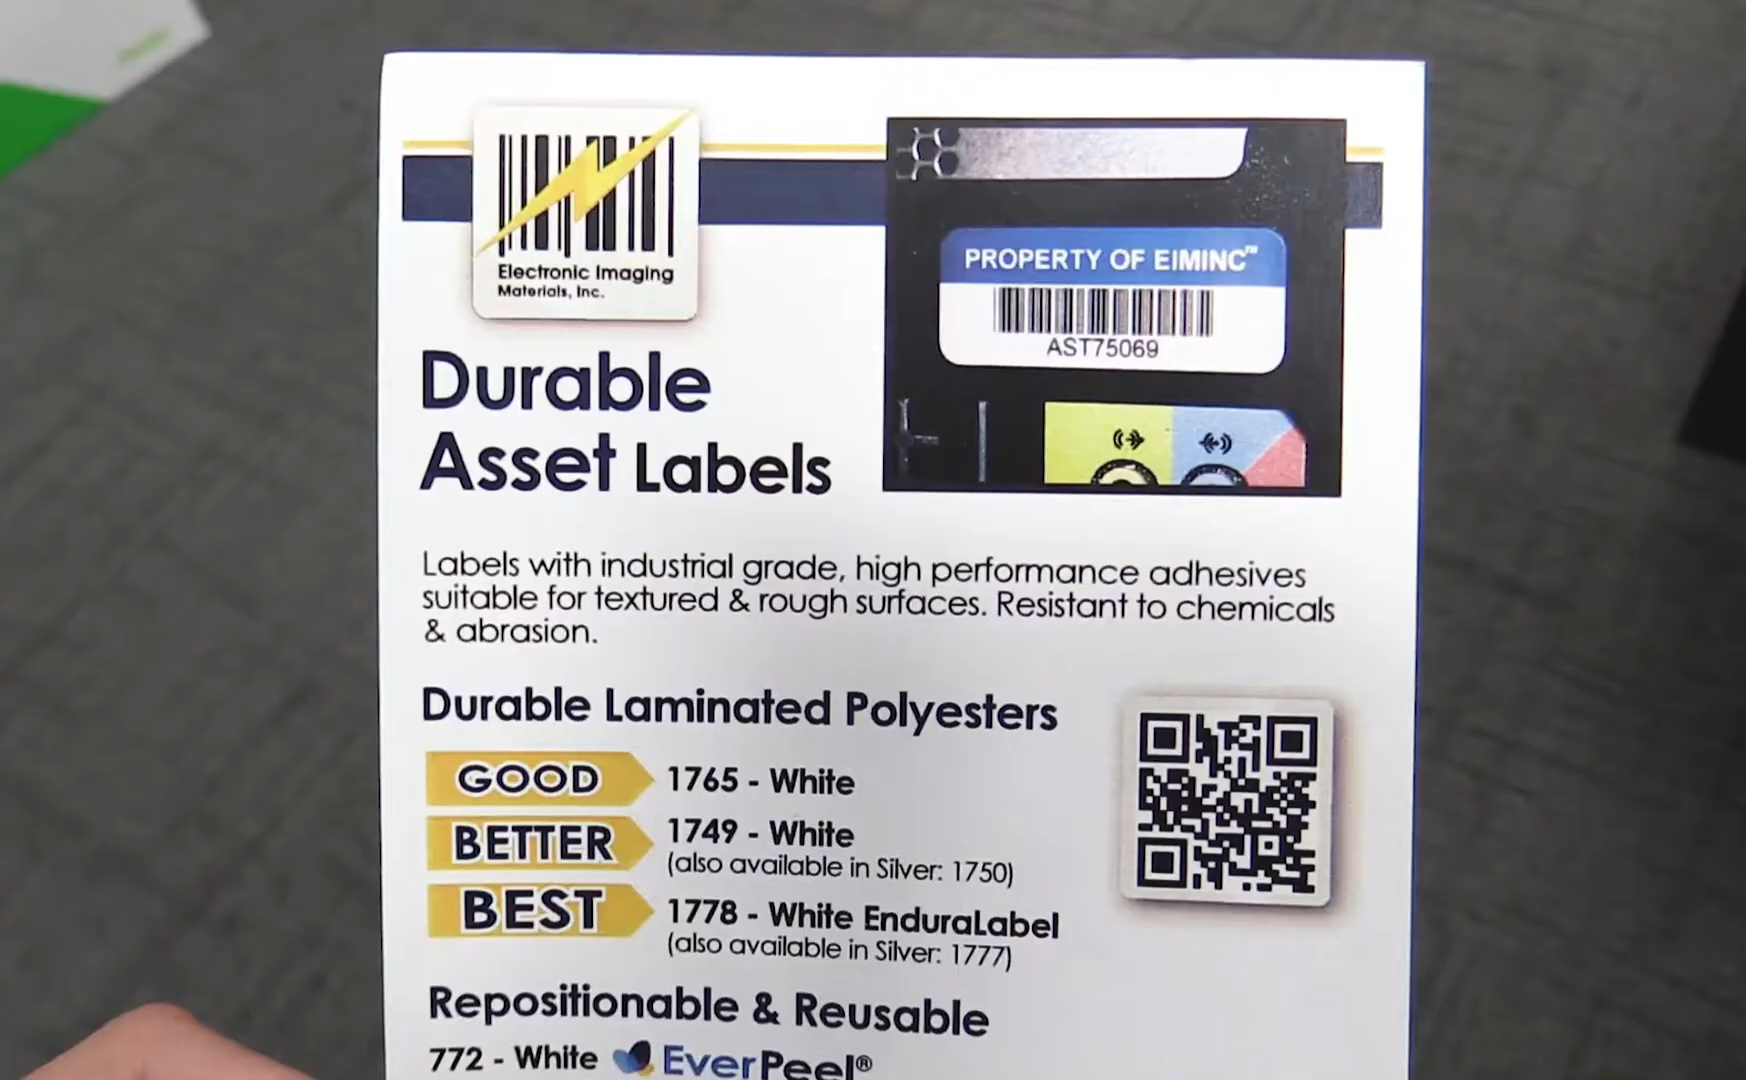 Electronic Imaging
Materials, Inc.
PROPERTY OF EIMINC™
AST75069
Durable
Asset Labels
Labels with industrial grade, high performance adhesives
suitable for textured & rough surfaces. Resistant to chemicals
& abrasion.
Durable Laminated Polyesters
GOOD 1765 - White
BETTER 1749 - White
(also available in Silver: 1750)
BEST 1778 - White EnduraLabel
(also available in Silver: 1777)
Repositionable & Reusable
772 - White EverPeel®